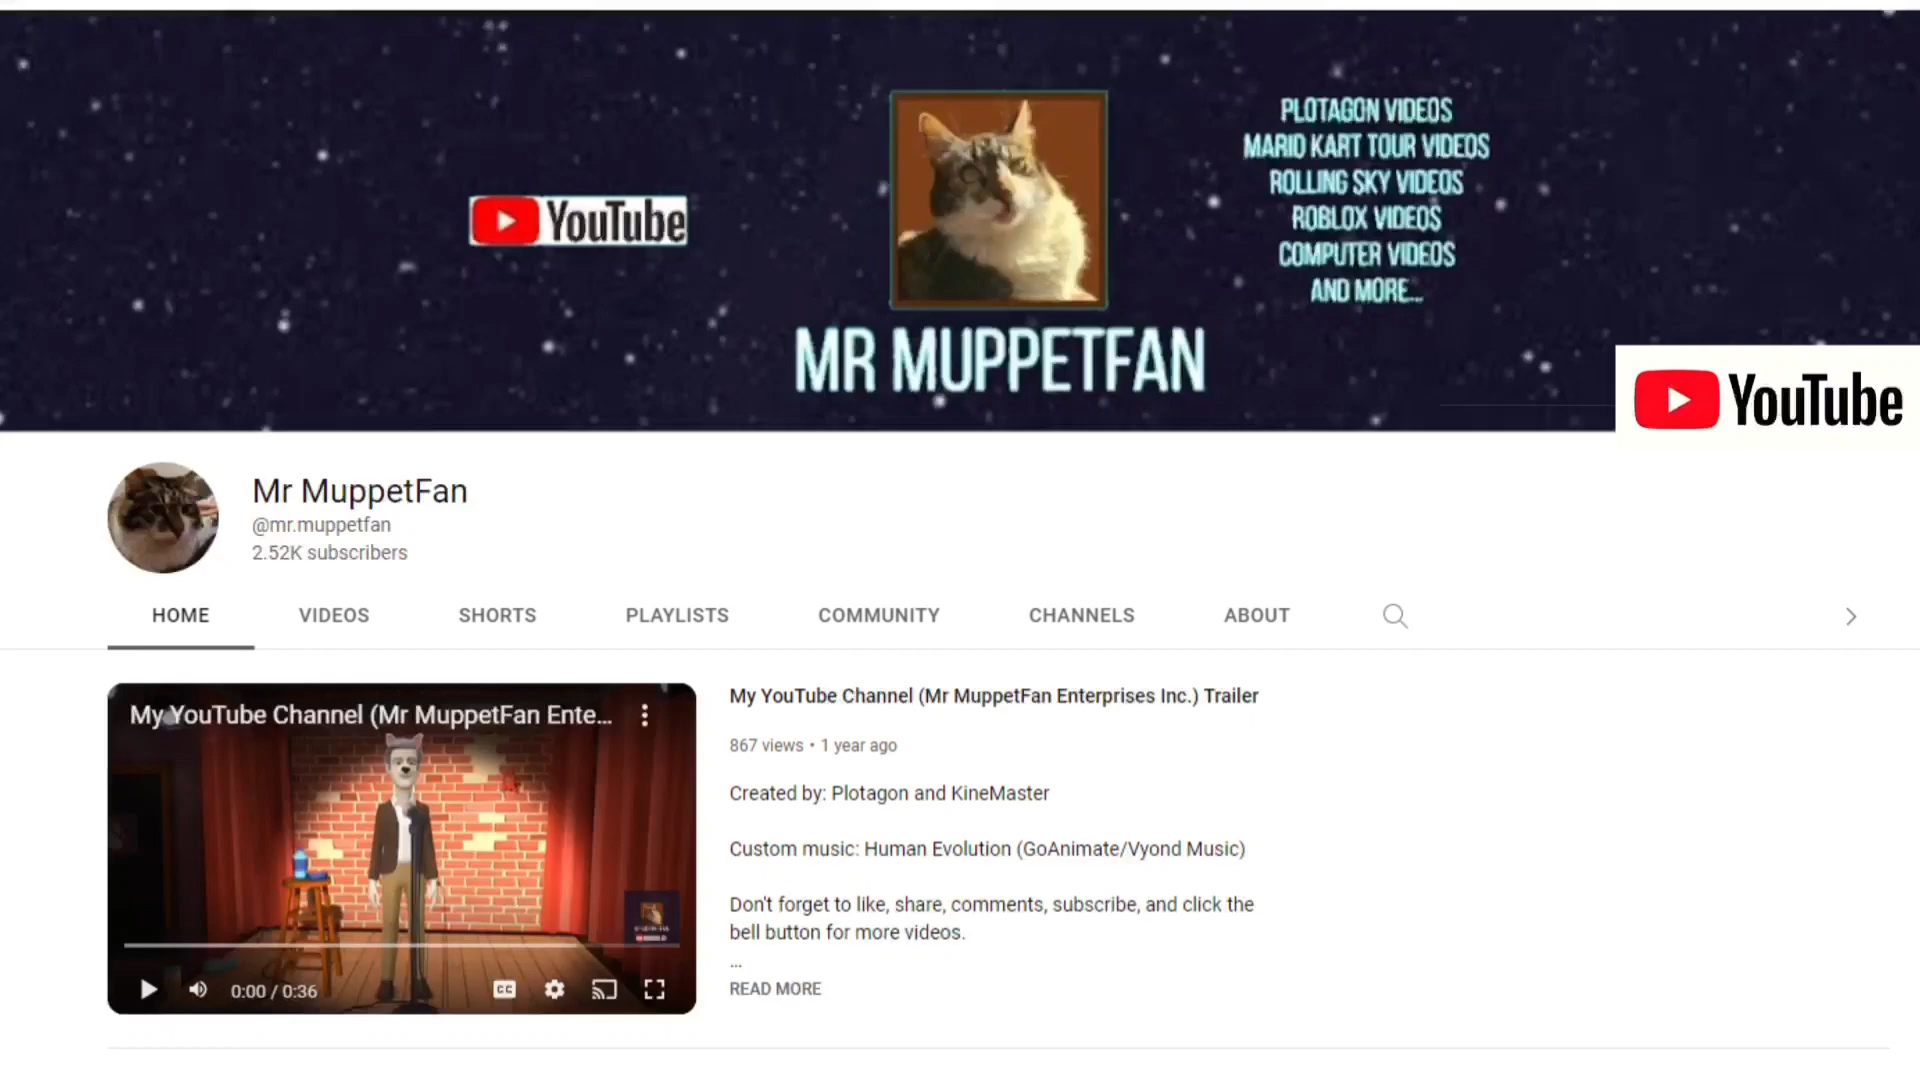 PLOTAGON VIDEOS
MARIO KART TOUR VIDEOS
ROLLING SKY VIDEOS
ROBLOX VIDEOS
COMPUTER VIDEOS
AND MORE...
YouTube
MR MUPPETFAN
YouTube
Mr MuppetFan
@mr.muppetfan
2.52K subscribers
HOME VIDEOS SHORTS PLAYLISTS COMMUNITY CHANNELS ABOUT
My YouTube Channel (Mr MuppetFan Ente...
0:00 / 0:36
CC
My YouTube Channel (Mr MuppetFan Enterprises Inc.) Trailer
867 views • 1 year ago
Created by: Plotagon and KineMaster
Custom music: Human Evolution (GoAnimate/Vyond Music)
Don't forget to like, share, comments, subscribe, and click the
bell button for more videos.
...
READ MORE